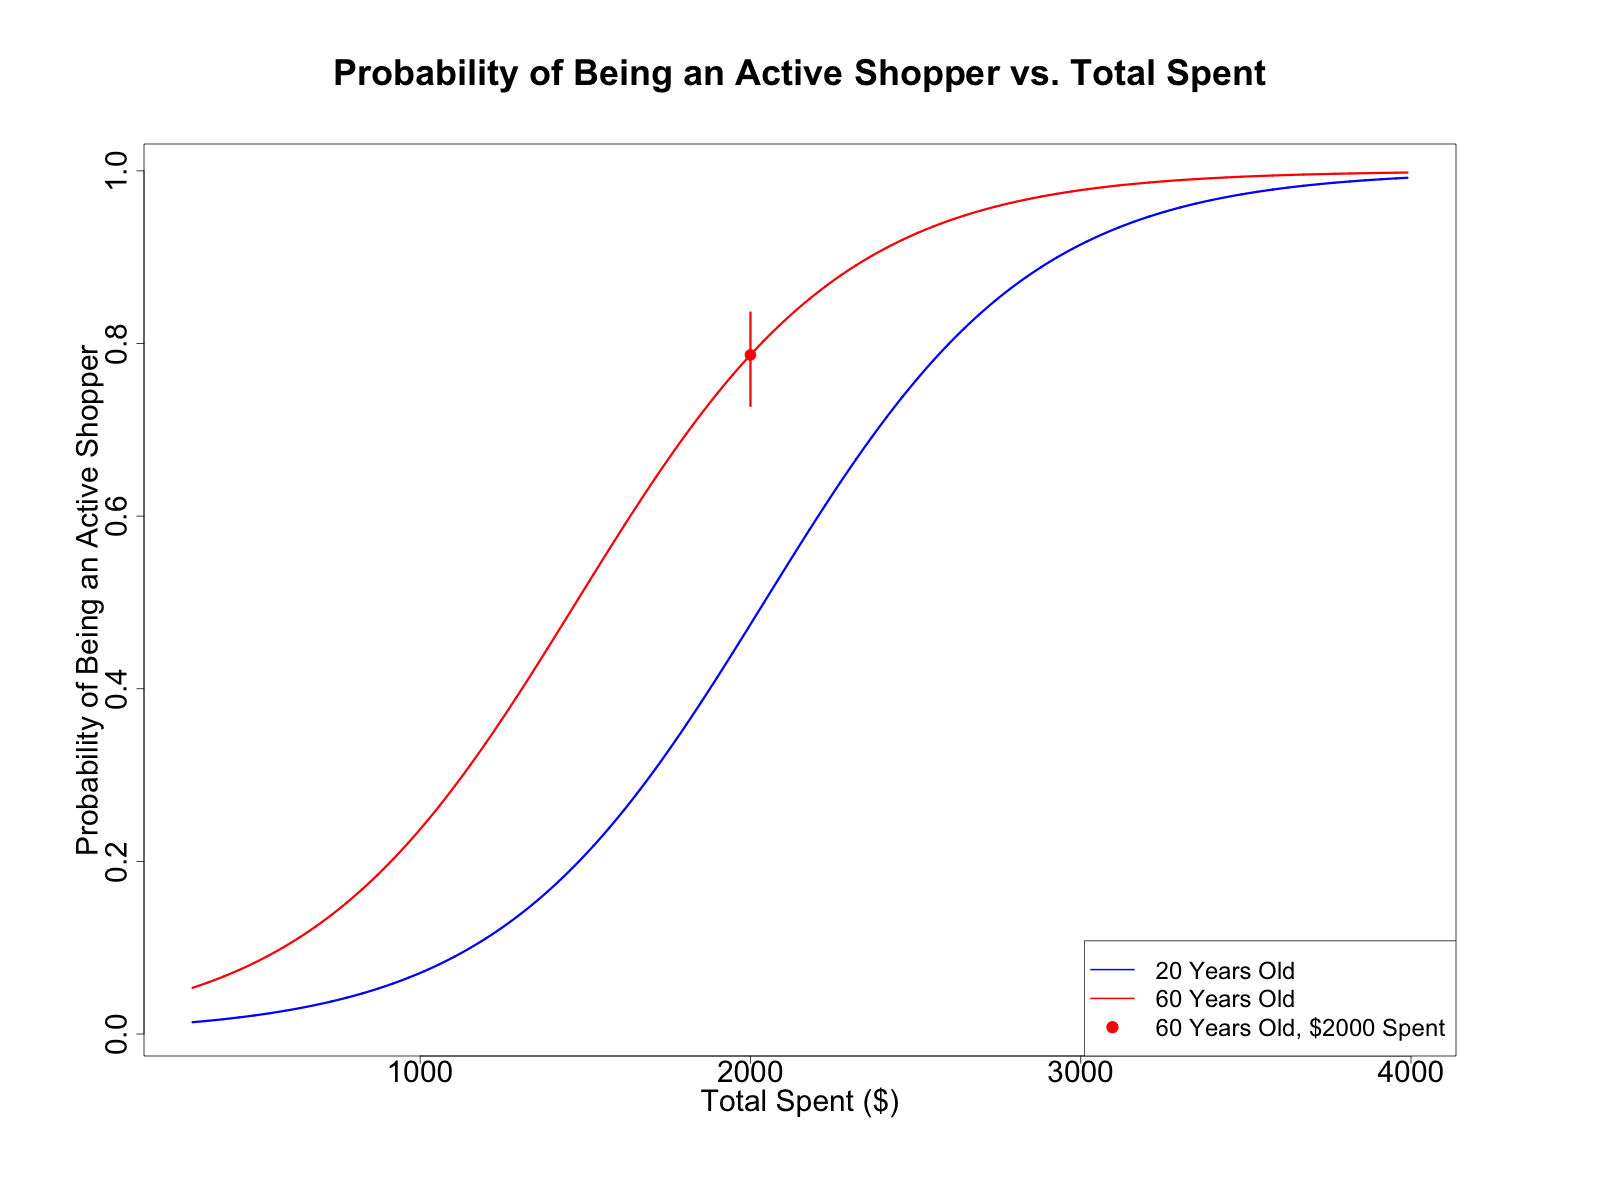 Probability of Being an Active Shopper vs. Total Spent
Probability of Being an Active Shopper
1.0
0.8
0.6
0.4
0.2
0.0
1000 2000 3000 4000
Total Spent ($)
20 Years Old
60 Years Old
60 Years Old, $2000 Spent